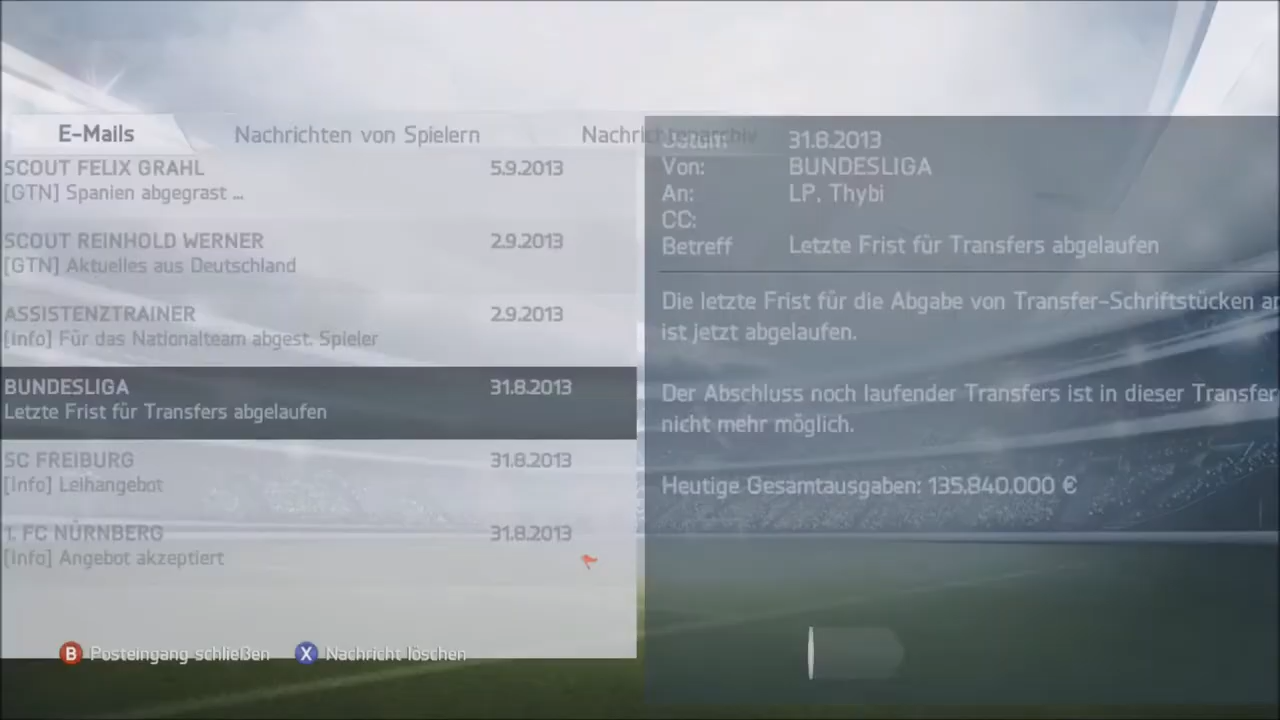 E-Mails
Nachrichten von Spielern
Nachrichtenarchiv
SCOUT FELIX GRAHL 5.9.2013
[GTN] Spanien abgegrast ...
SCOUT REINHOLD WERNER 2.9.2013
[GTN] Aktuelles aus Deutschland
ASSISTENZTRAINER 2.9.2013
[Info] Für das Nationalteam abgest. Spieler
BUNDESLIGA 31.8.2013
Letzte Frist für Transfers abgelaufen
SC FREIBURG 31.8.2013
[Info] Leihangebot
1. FC NÜRNBERG 31.8.2013
[Info] Angebot akzeptiert
B Posteingang schließen X Nachricht löschen
Datum: 31.8.2013
Von: BUNDESLIGA
An: LP. Thybi
CC:
Betreff Letzte Frist für Transfers abgelaufen
Die letzte Frist für die Abgabe von Transfer-Schriftstücken
ist jetzt abgelaufen.
Der Abschluss noch laufender Transfers ist in dieser Transfer
nicht mehr möglich.
Heutige Gesamtausgaben: 135.840.000 €